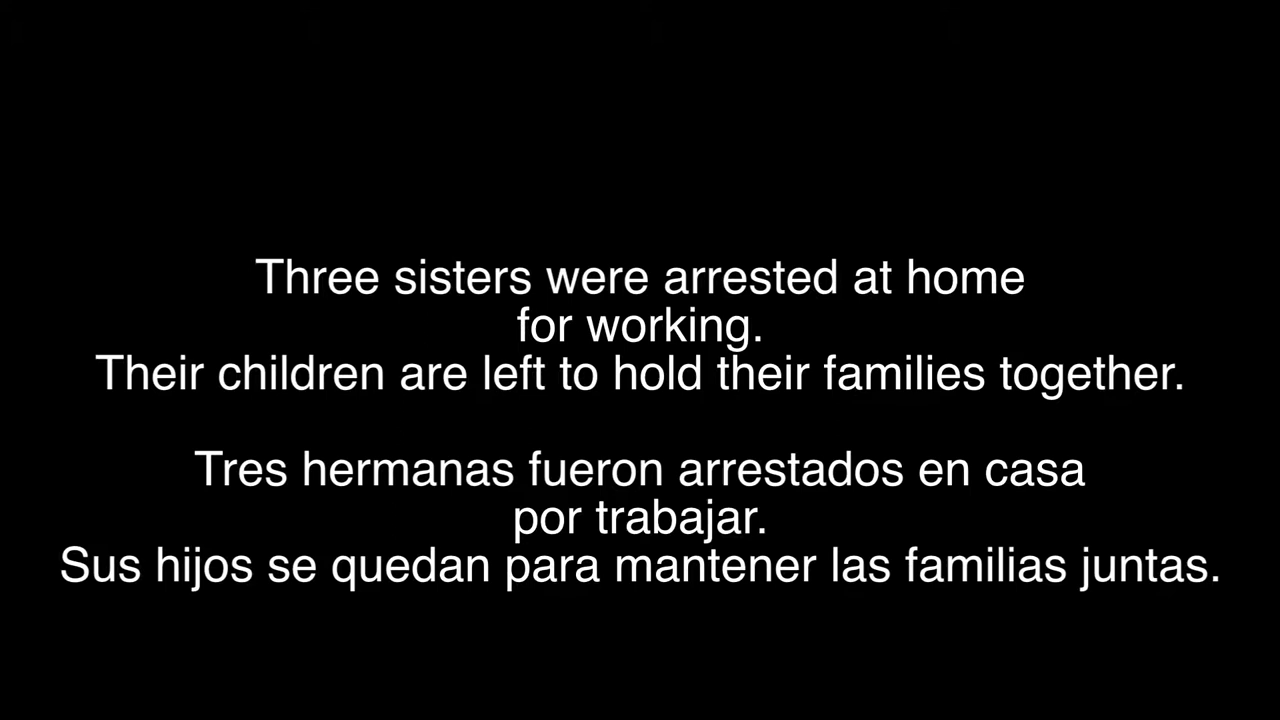 Three sisters were arrested at home
for working.
Their children are left to hold their families together.
Tres hermanas fueron arrestados en casa
por trabajar.
Sus hijos se quedan para mantener las familias juntas.